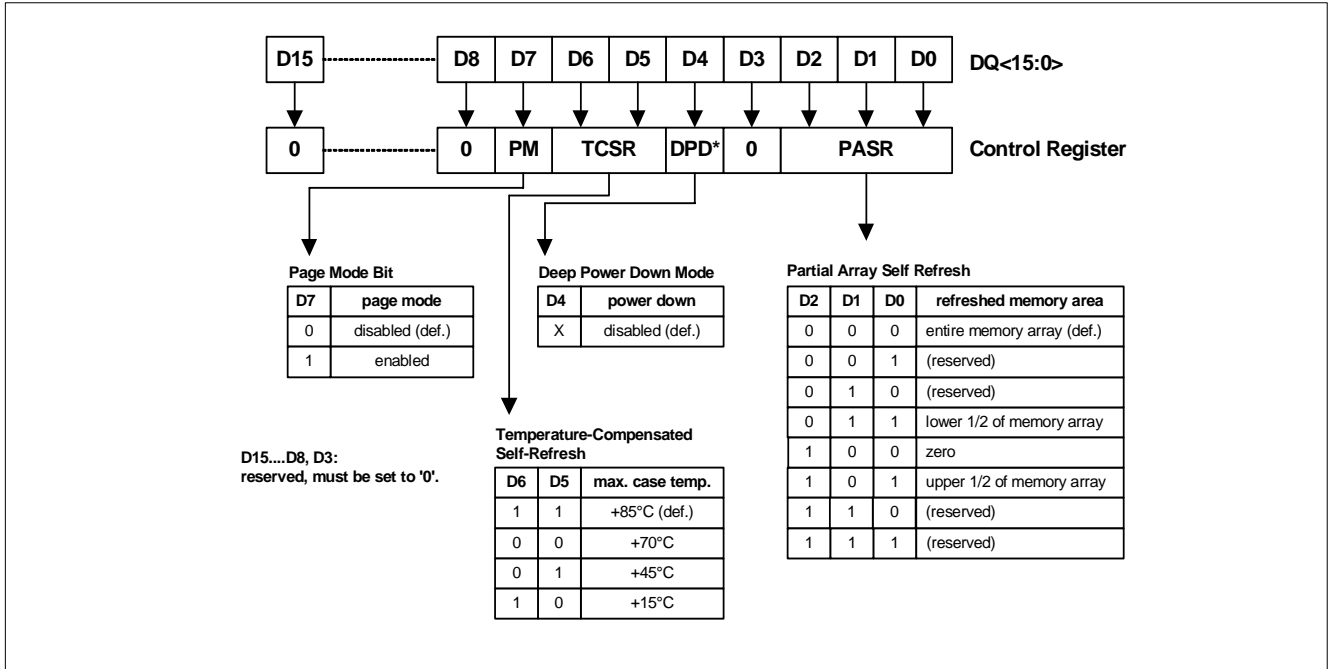 D15 D8 D7 D6 D5 D4 D3 D2 D1 D0 DQ<15:0>
0 0 PM TCSR DPD* 0 PASR Control Register
Page Mode Bit
D7 page mode
0 disabled (def.)
1 enabled
Deep Power Down Mode
D4 power down
X disabled (def.)
Partial Array Self Refresh
D2 D1 D0 refreshed memory area
0 0 0 entire memory array (def.)
0 0 1 (reserved)
0 1 0 (reserved)
0 1 1 lower 1/2 of memory array
1 0 0 zero
1 0 1 upper 1/2 of memory array
1 1 0 (reserved)
1 1 1 (reserved)
D15....D8, D3:
reserved, must be set to '0'.
Temperature-Compensated
Self-Refresh
D6 D5 max. case temp.
1 1 +85°C (def.)
0 0 +70°C
0 1 +45°C
1 0 +15°C